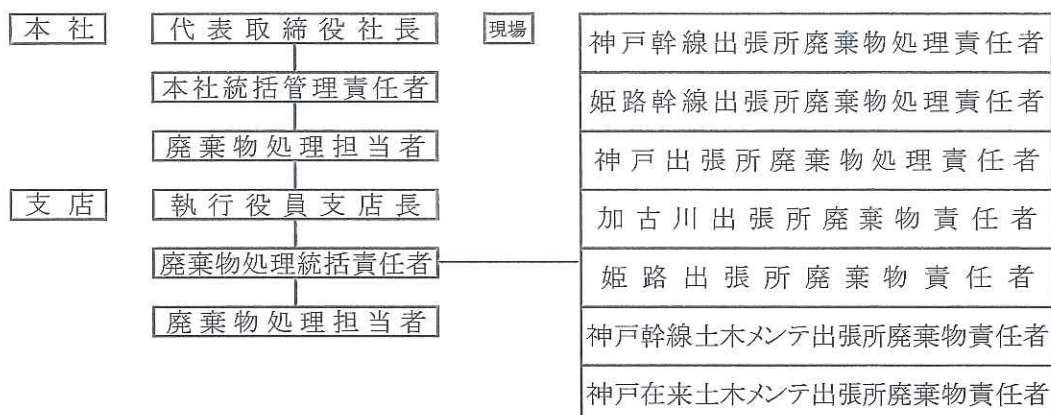 本社
代表取締役社長
本社統括管理責任者
廃棄物処理担当者
支店
執行役員支店長
廃棄物処理統括責任者
廃棄物処理担当者
現場
神戸幹線出張所廃棄物処理責任者
姫路幹線出張所廃棄物処理責任者
神戸出張所廃棄物処理責任者
加古川出張所廃棄物責任者
姫路出張所廃棄物責任者
神戸幹線土木メンテ出張所廃棄物責任者
神戸在来土木メンテ出張所廃棄物責任者